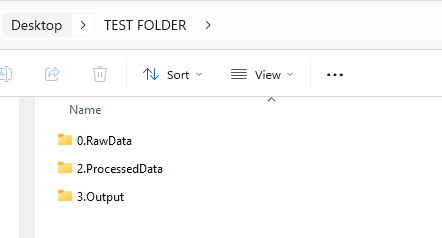 Desktop > TEST FOLDER >
Sort View ...
Name
0.RawData
2.ProcessedData
3.Output